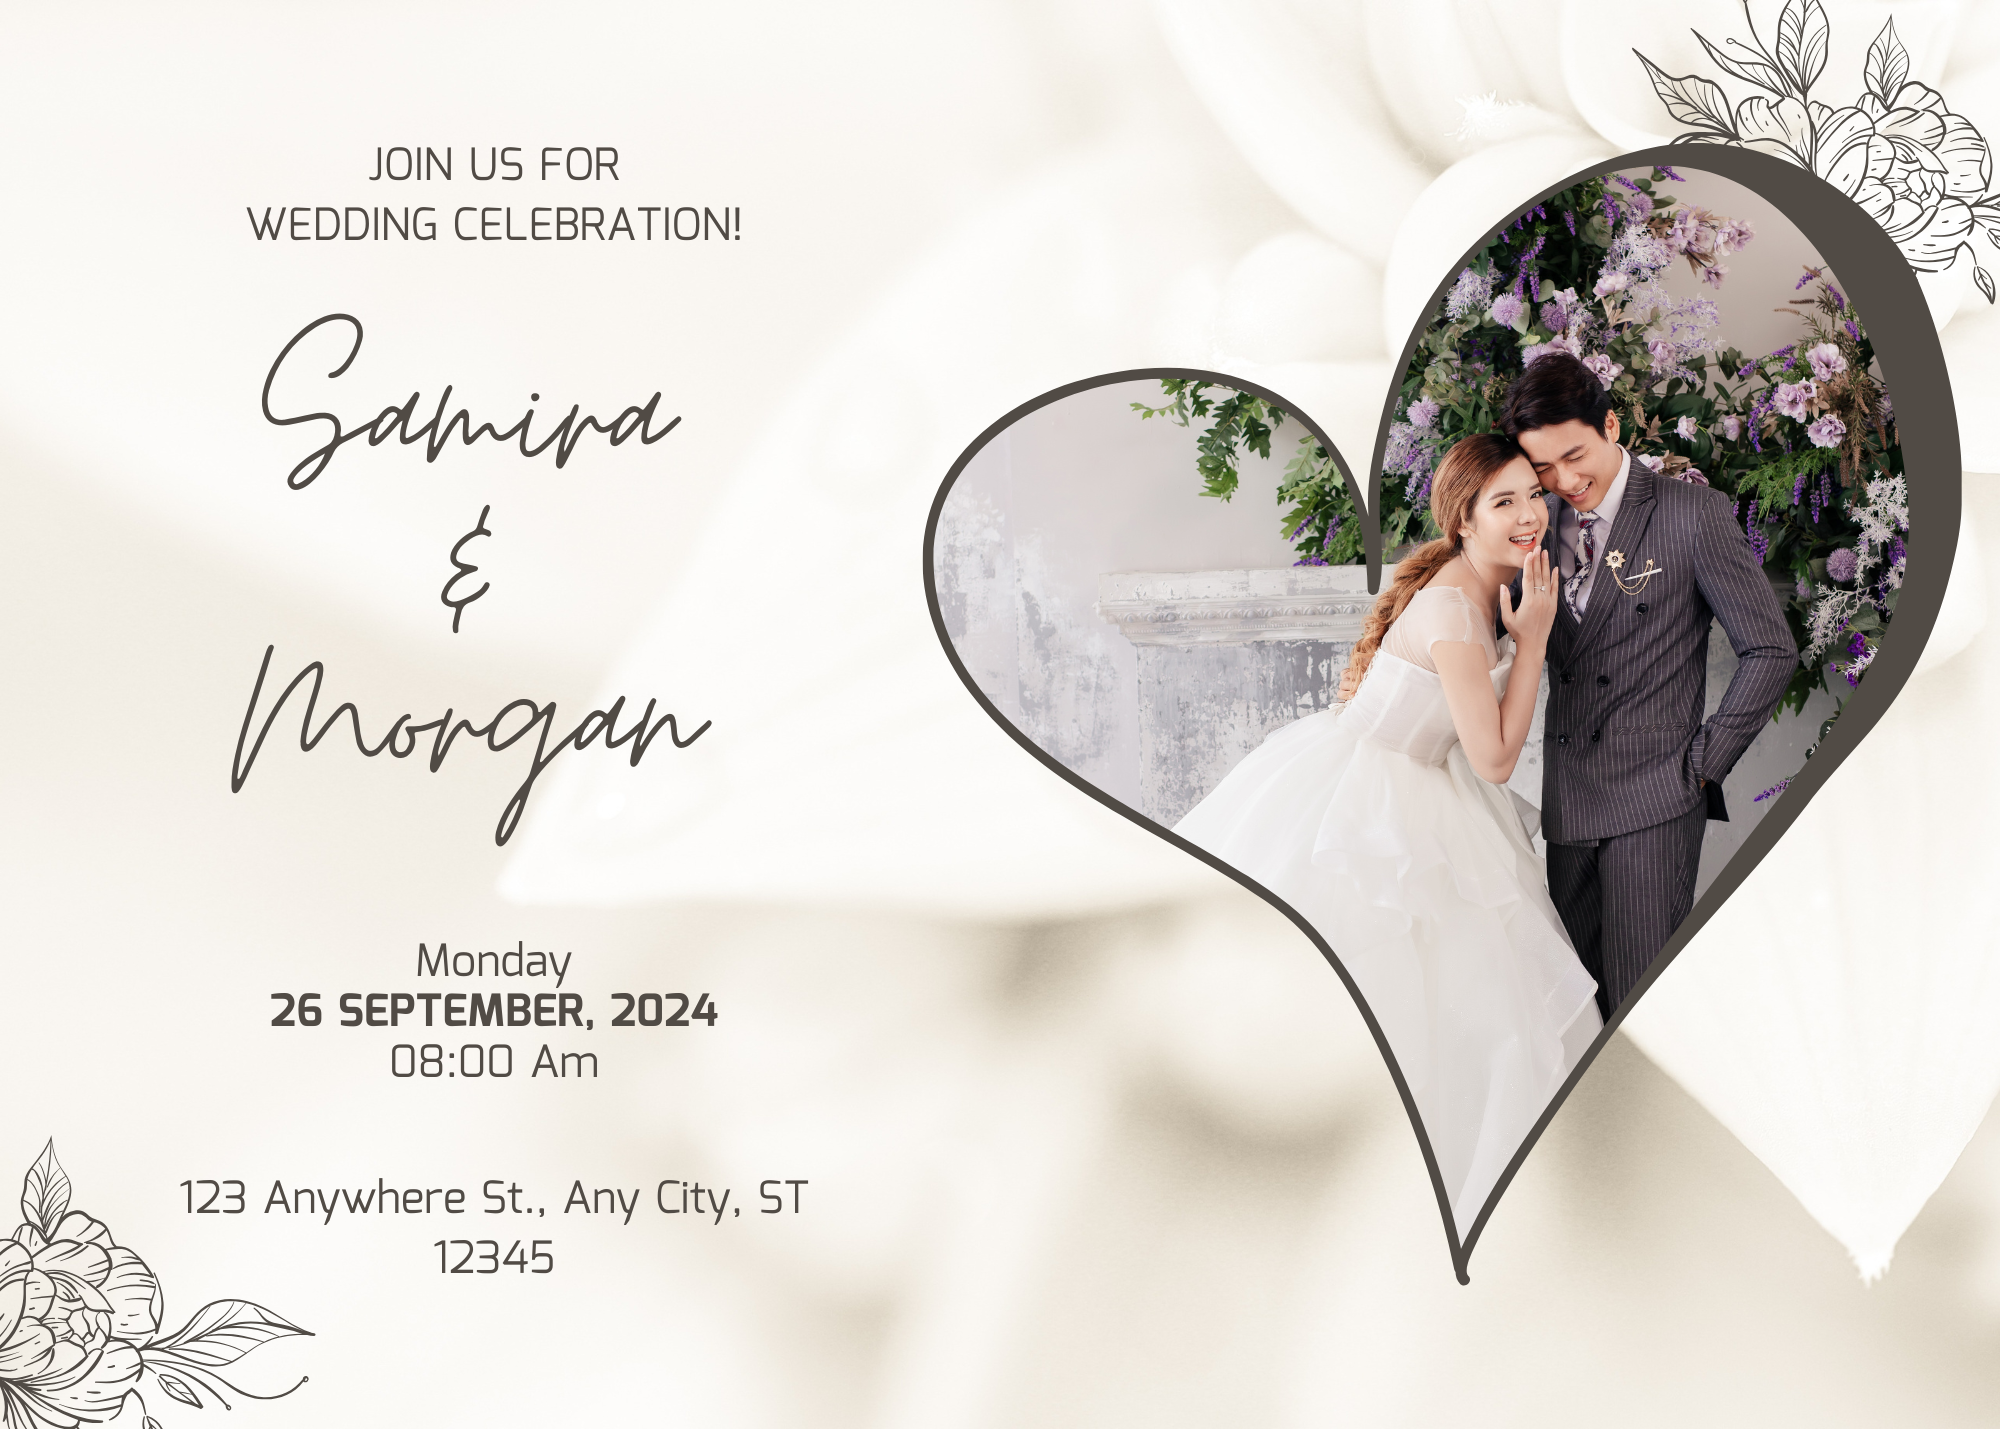 JOIN US FOR
WEDDING CELEBRATION!
Samira
&
Morgan
Monday
26 SEPTEMBER, 2024
08:00 Am
123 Anywhere St., Any City, ST
12345